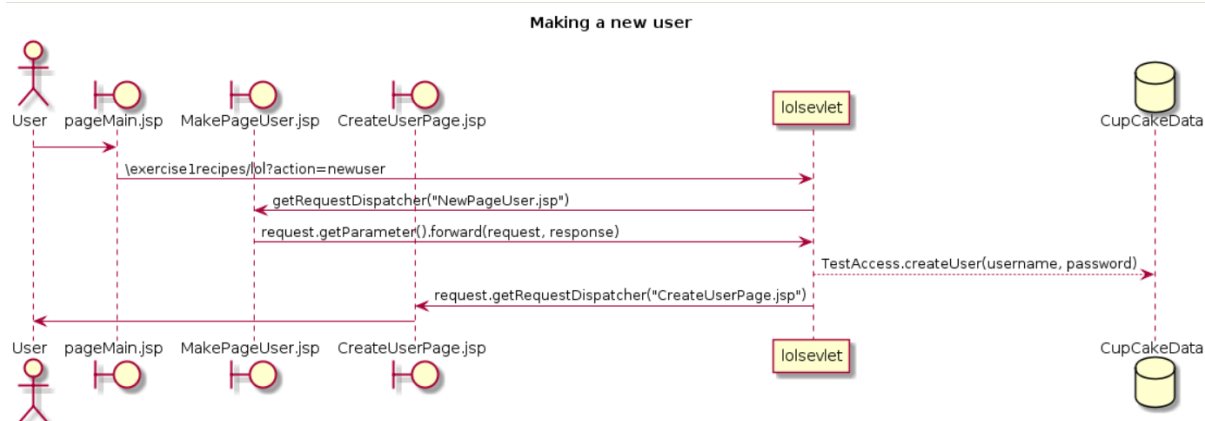 Making a new user
User
pageMain.jsp
MakePageUser.jsp
CreateUserPage.jsp
lolsevlet
CupCakeData
\exercise1recipes/lol?action=newuser
getRequestDispatcher("NewPageUser.jsp")
request.getParameter().forward(request, response)
TestAccess.createUser(username, password)
request.getRequestDispatcher("CreateUserPage.jsp")
User
pageMain.jsp
MakePageUser.jsp
CreateUserPage.jsp
lolsevlet
CupCakeData